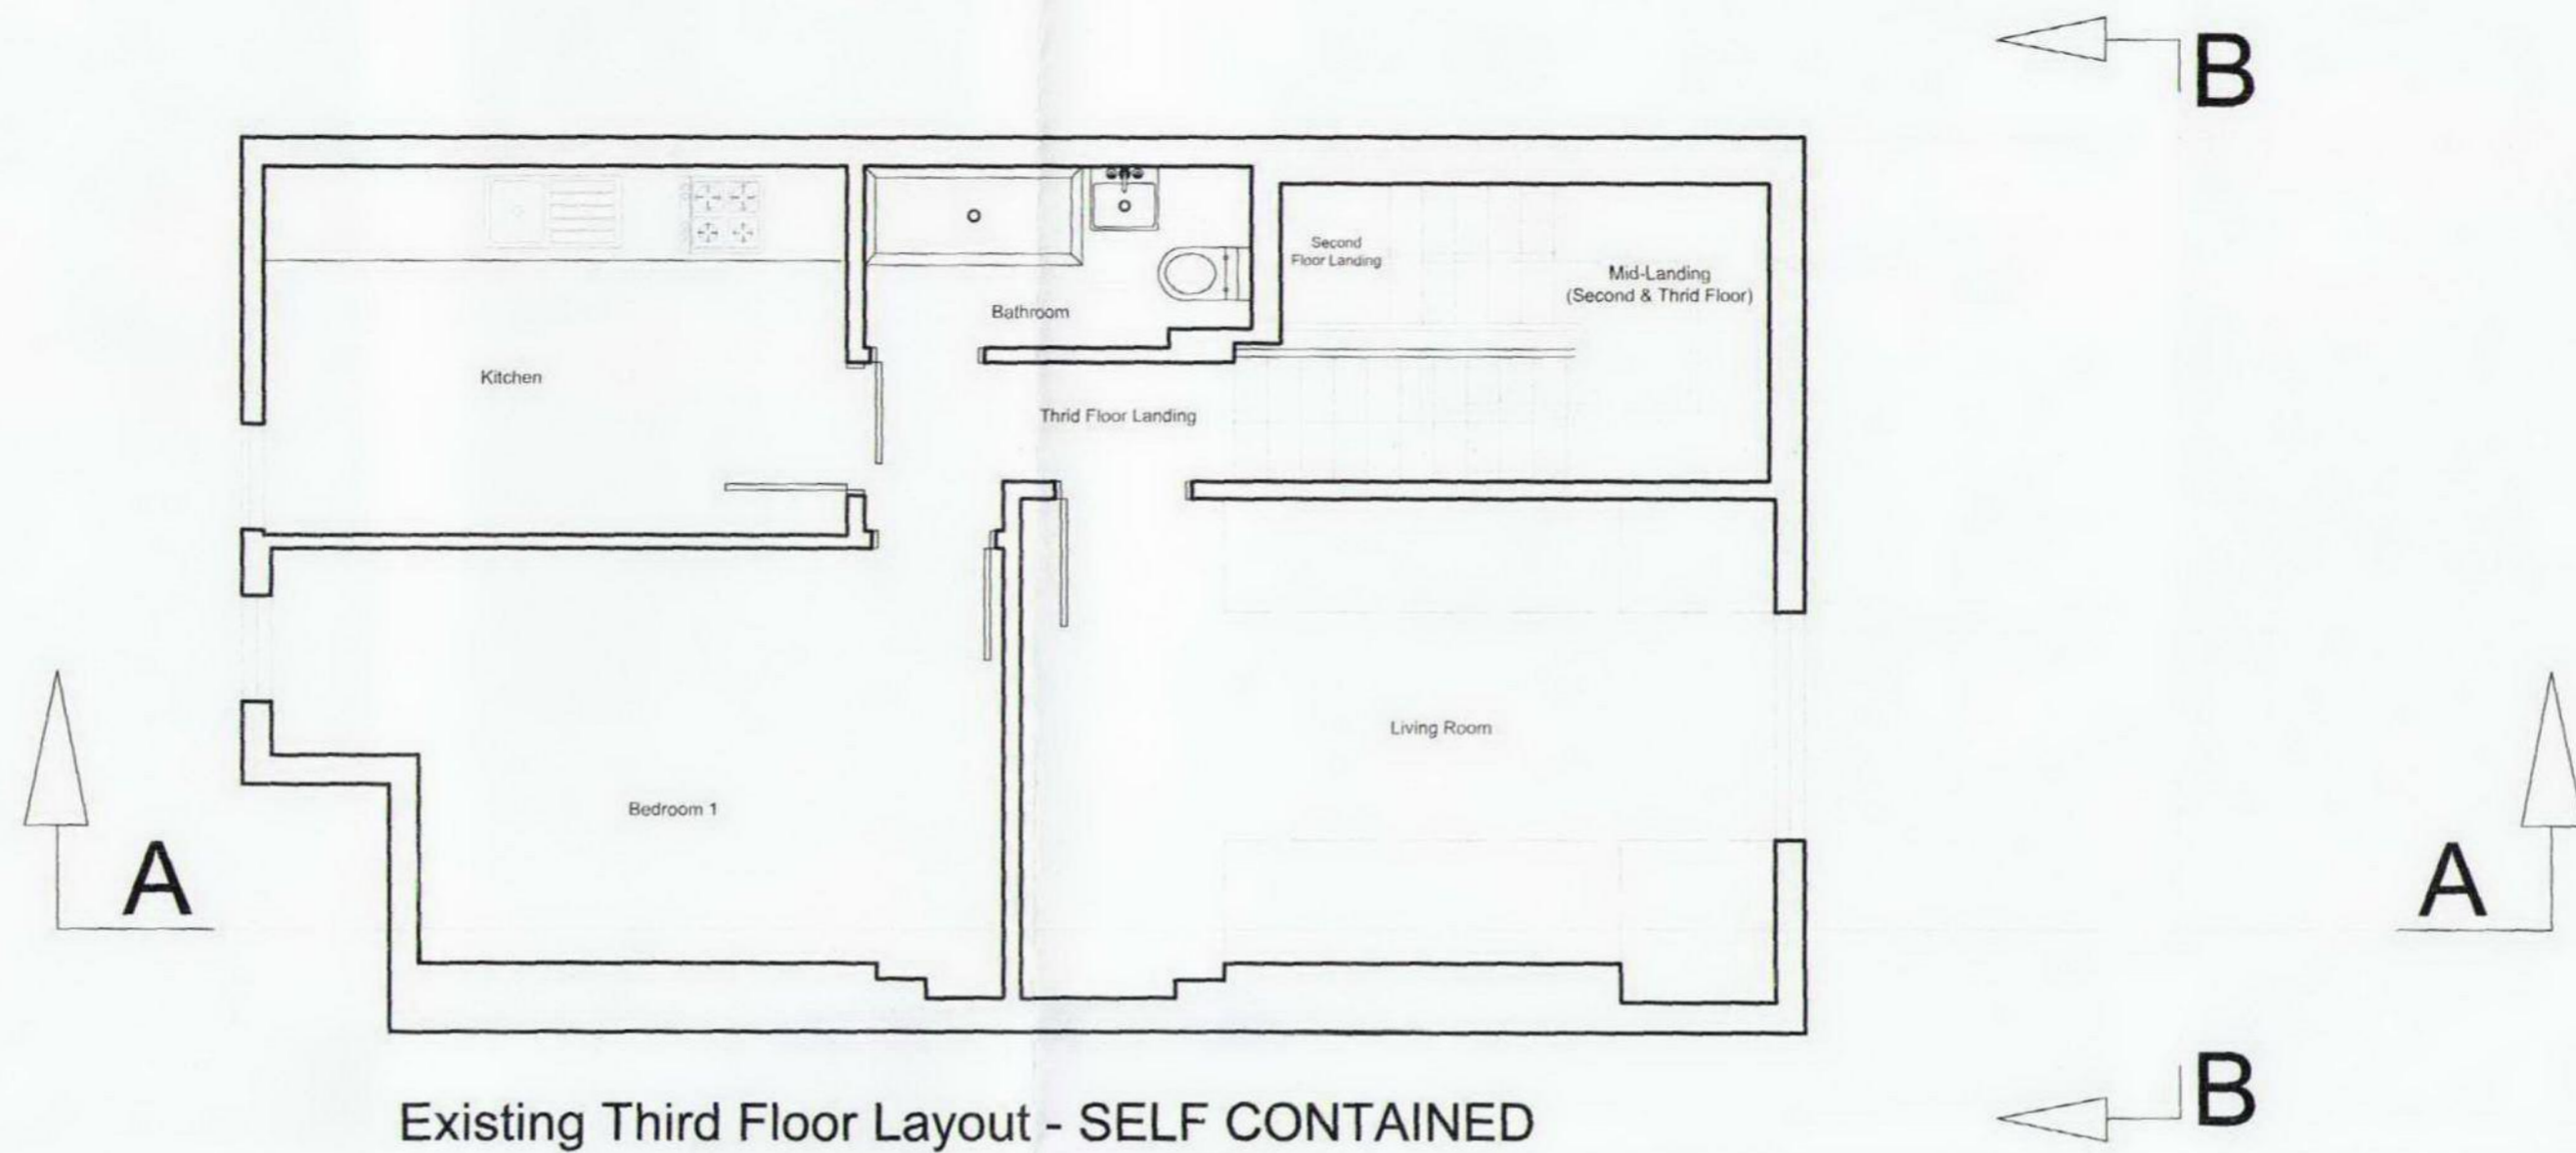 B
Second
Floor Landing
Mid-Landing
(Second & Thrid Floor)
Bathroom
Kitchen
Thrid Floor Landing
Living Room
Bedroom 1
A
A
B
Existing Third Floor Layout - SELF CONTAINED